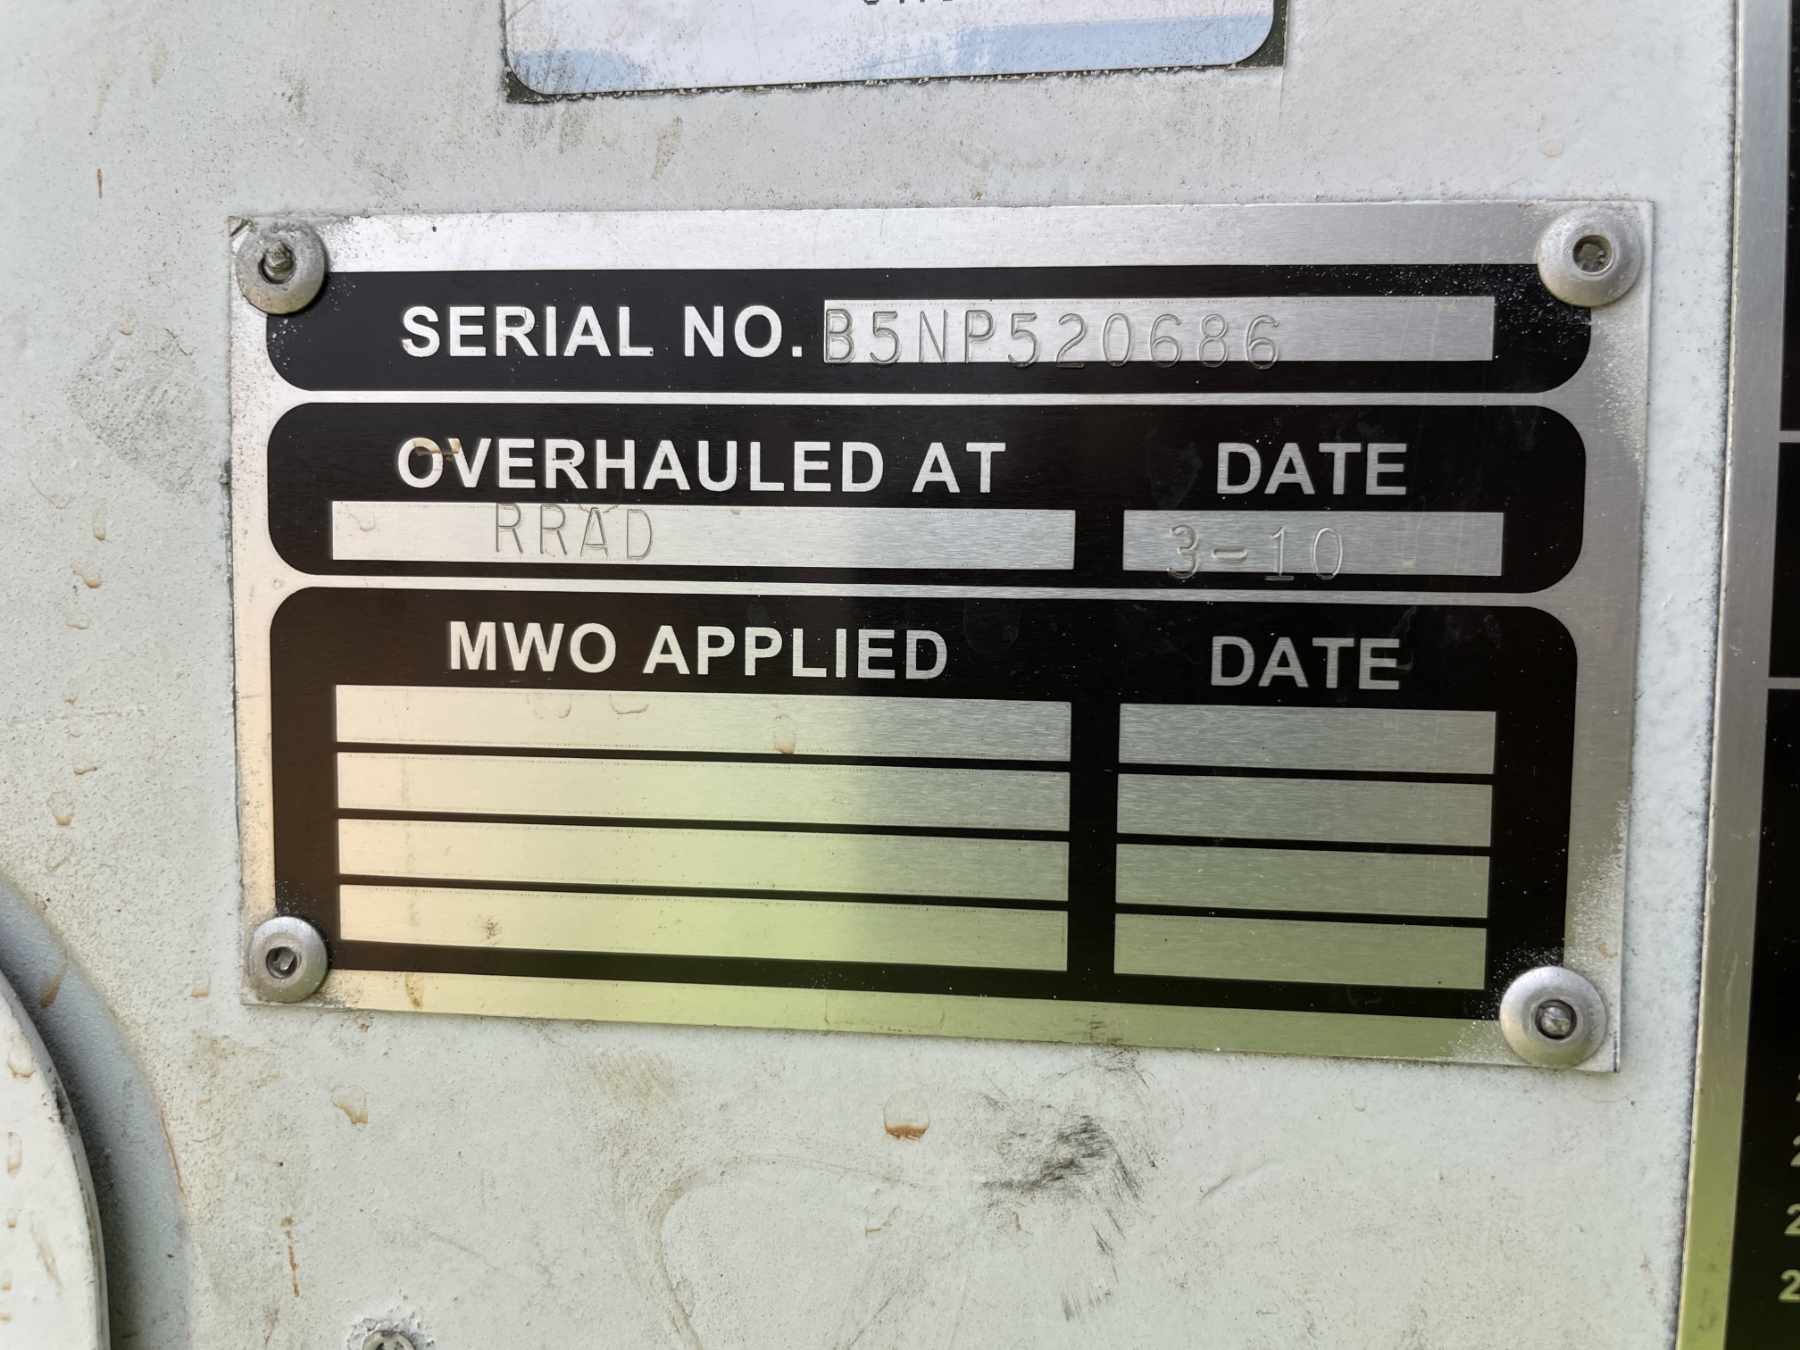 SERIAL NO. B5NP520686
OVERHAULED AT DATE
RRAD 3-10
MWO APPLIED DATE